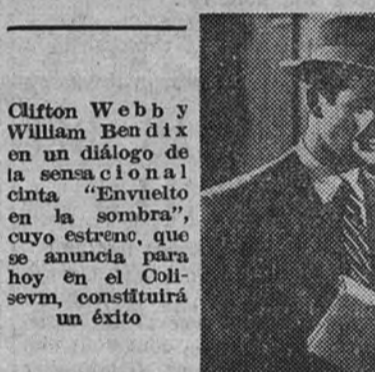 Clifton Webb y
William Bendix
en un diálogo de
la sensacional
cinta "Envuelto
en la sombra",
cuyo estreno, que
se anuncia para
hoy en el Coli-
sevm, constituirá
un éxito